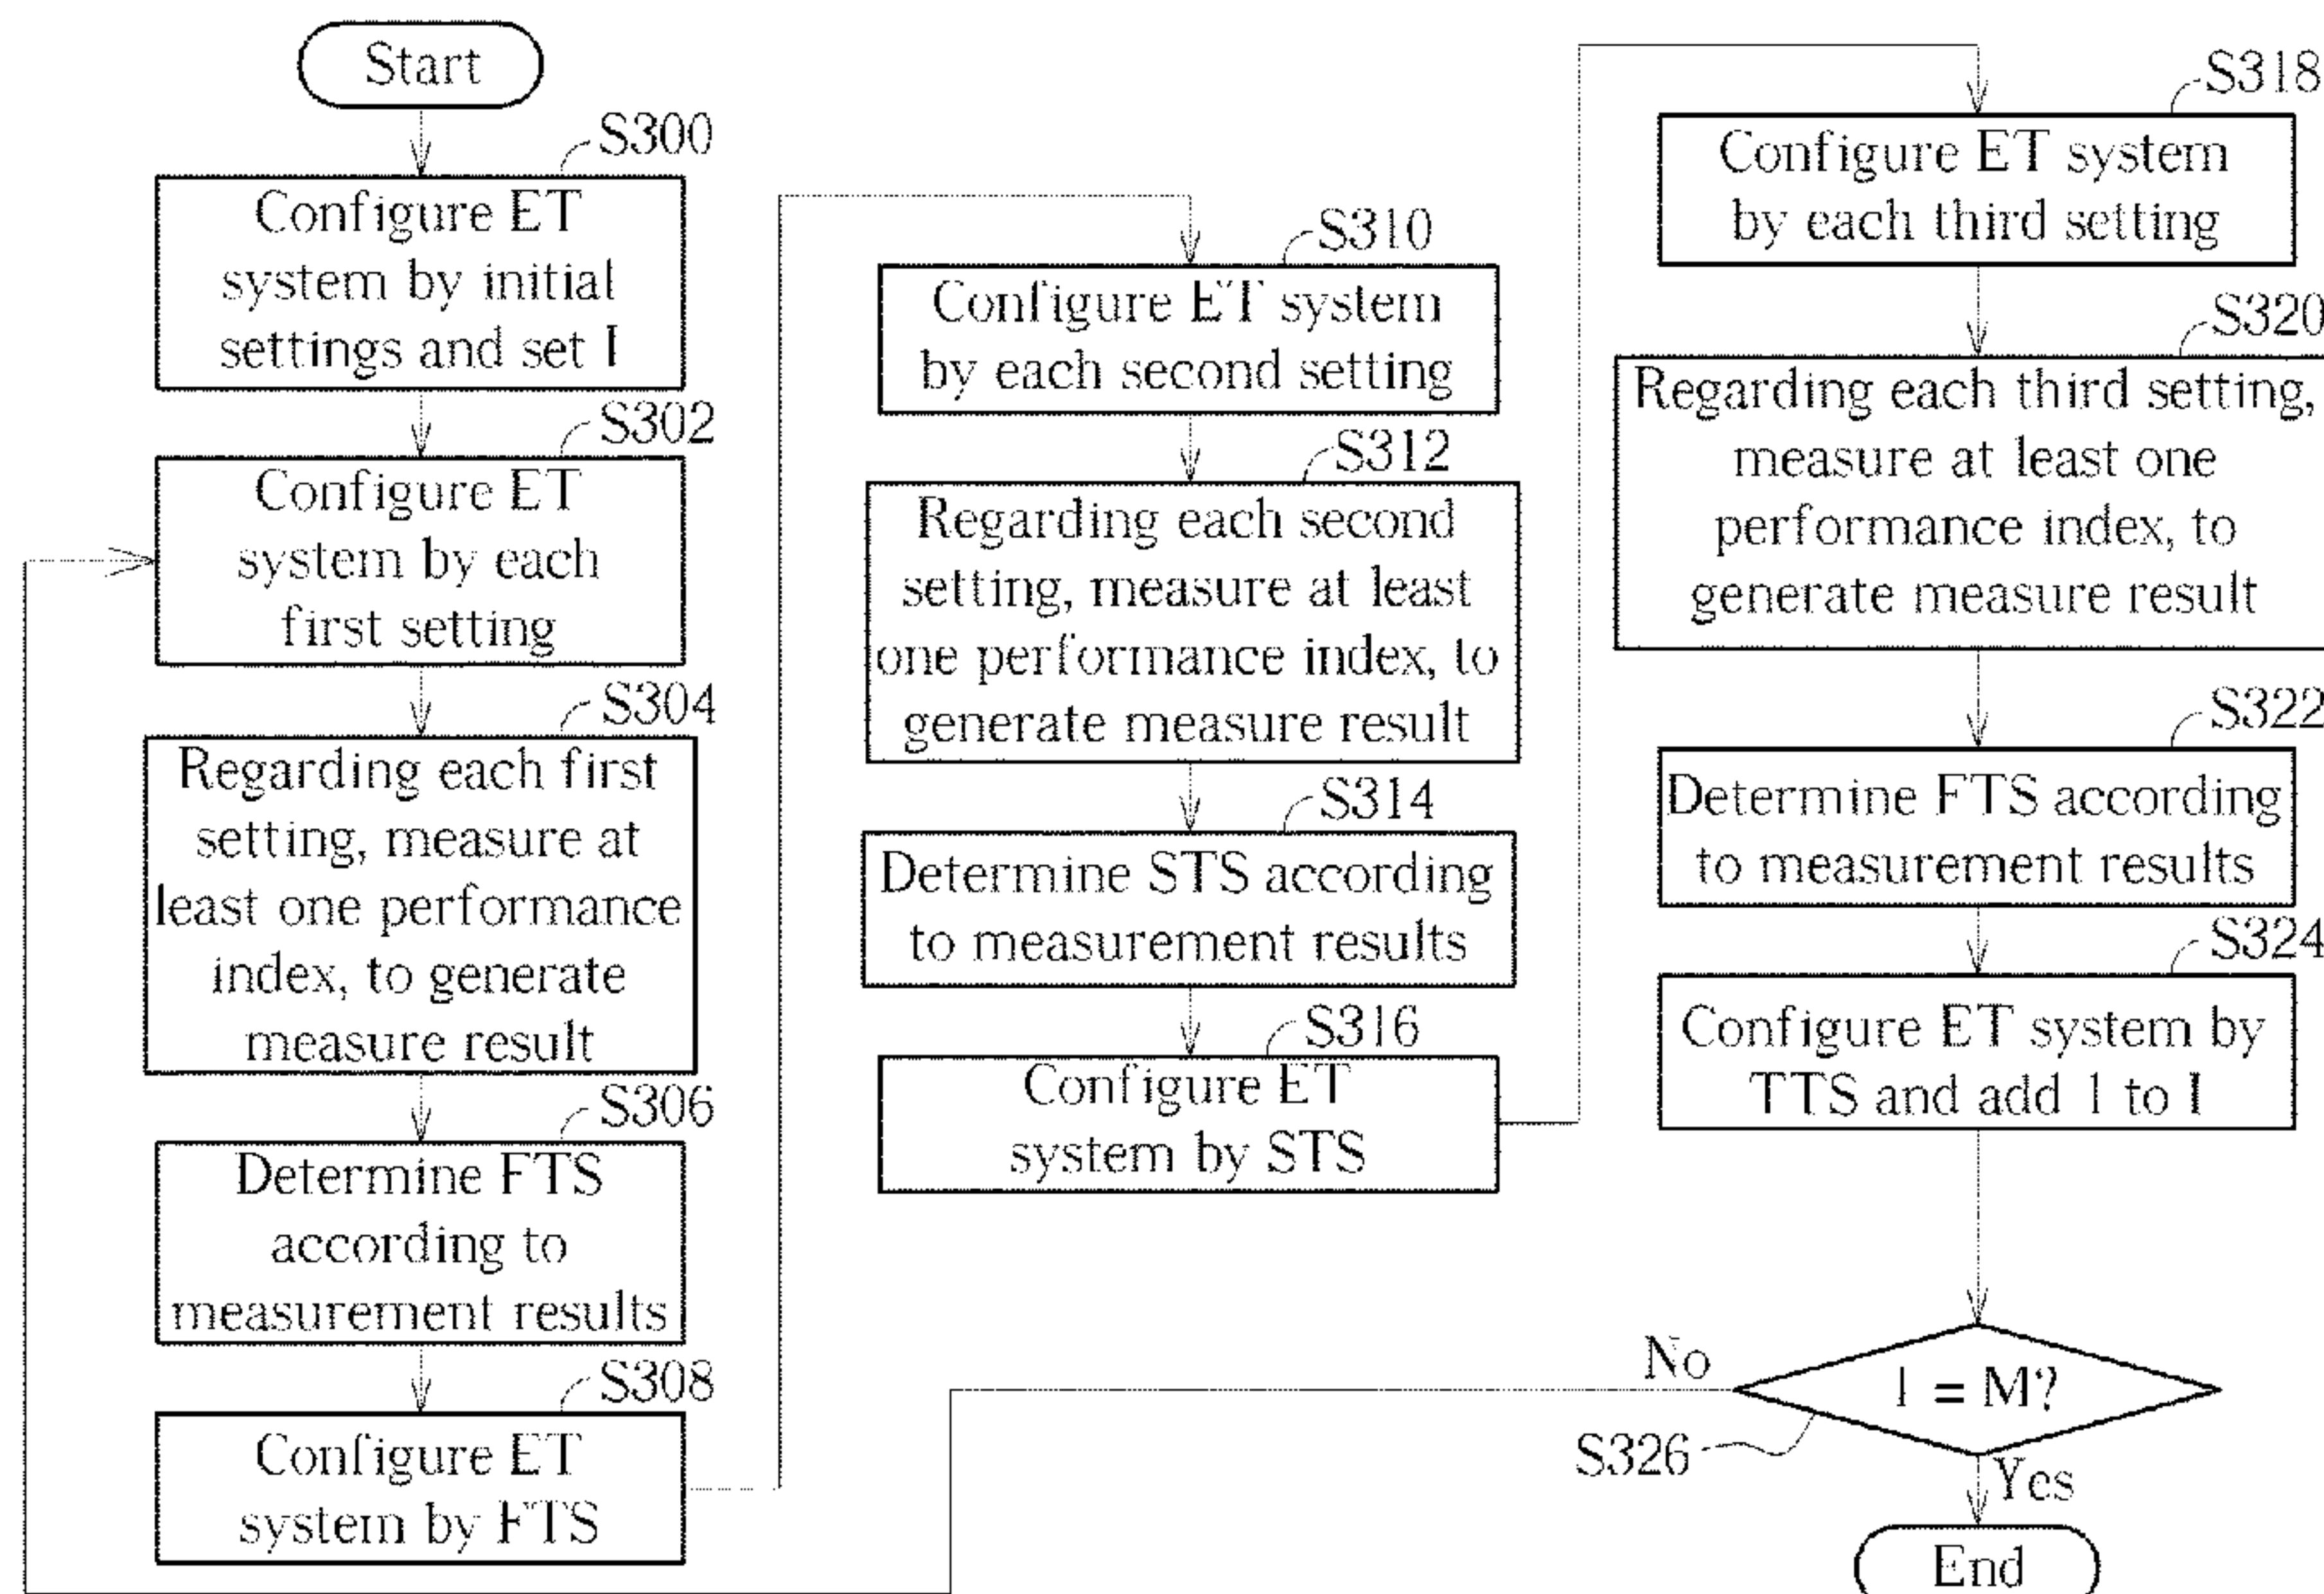 Start
S300
Configure ET
system by initial
settings and set I
S302
Configure ET
system by each
first setting
S304
Regarding each first
setting, measure at
least one performance
index, to generate
measure result
S306
Determine FTS
according to
measurement results
S308
Configure ET
system by FTS
S310
Configure ET system
by each second setting
S312
Regarding each second
setting, measure at least
one performance index, to
generate measure result
S314
Determine STS according
to measurement results
S316
Configure ET
system by STS
S318
Configure ET system
by each third setting
S320
Regarding each third setting,
measure at least one
performance index, to
generate measure result
S322
Determine FTS according
to measurement results
S324
Configure ET system by
TTS and add 1 to I
No
I = M?
S326
Yes
End